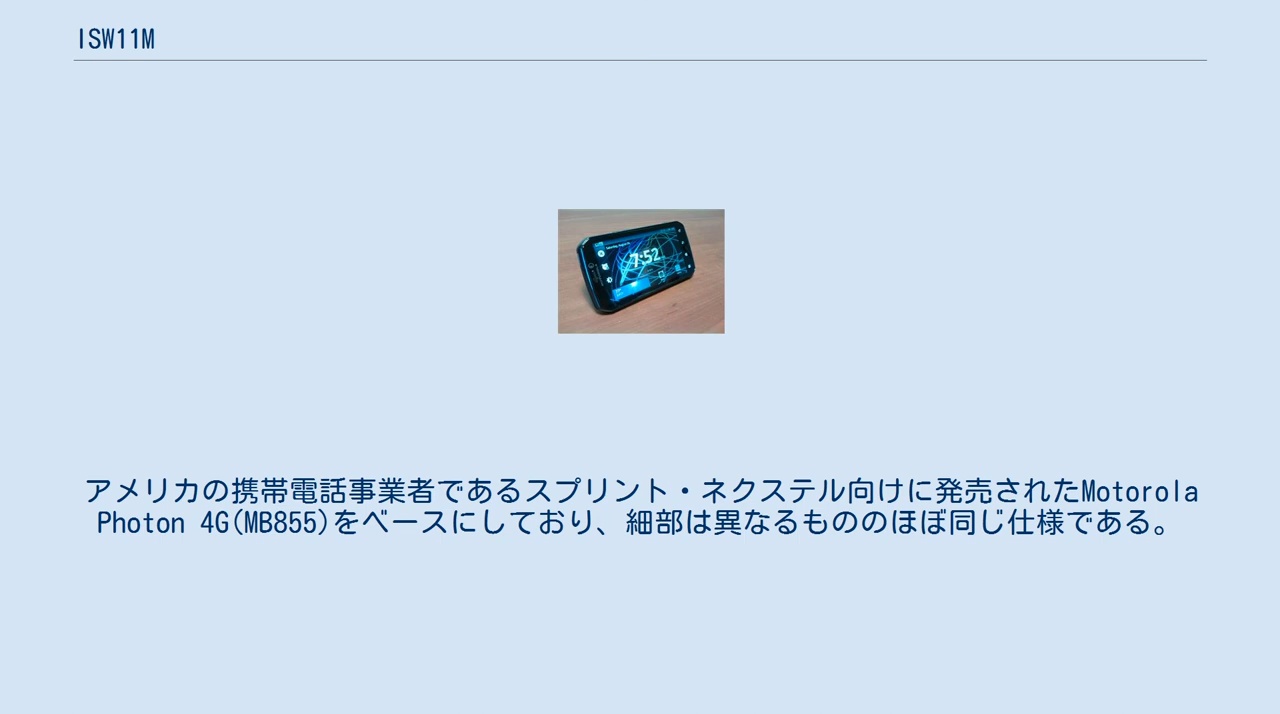 ISW11M
7:52
アメリカの携帯電話事業者であるスプリント・ネクステル向けに発売されたMotorola
Photon 4G(MB855)をベースにしており、細部は異なるもののほぼ同じ仕様である。